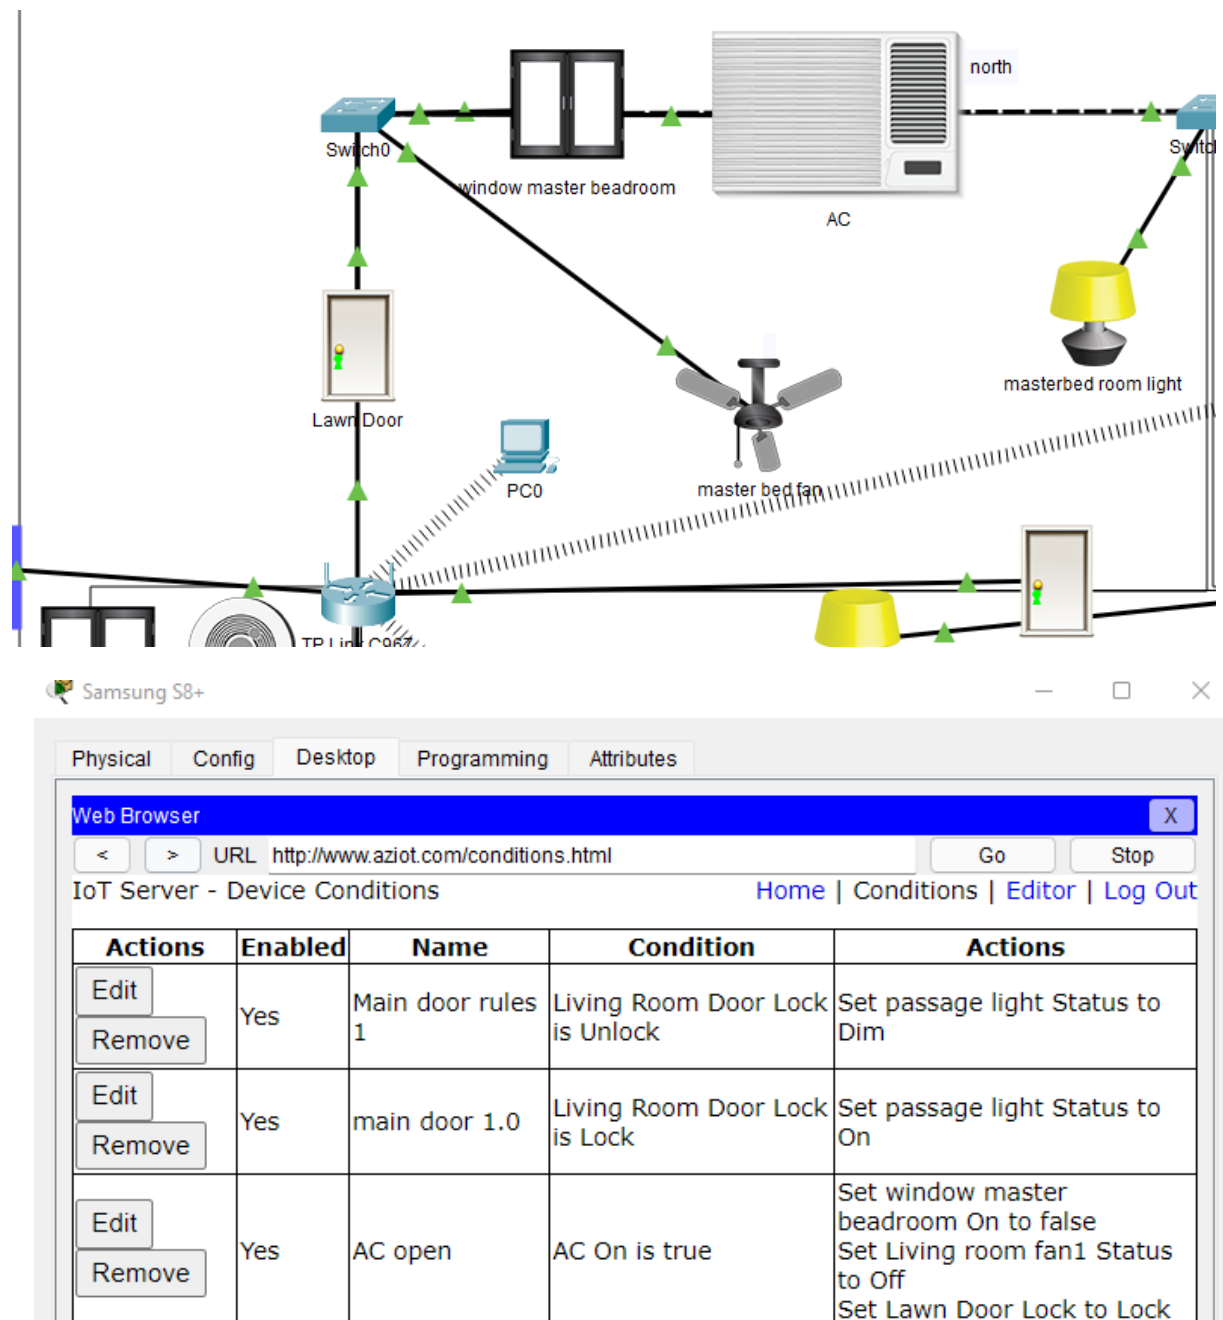 north
Switch0
Switc
window master beadroom
AC
masterbed room light
Lawn Door
PC0
master bed fan
TP Link C967
Samsung S8+
Physical Config Desktop Programming Attributes
Web Browser X
< > URL http://www.aziot.com/conditions.html Go Stop
IoT Server - Device Conditions Home | Conditions | Editor | Log Out
Actions Enabled Name Condition Actions
Edit
Remove
Yes
Main door rules
1
Living Room Door Lock
is Unlock
Set passage light Status to
Dim
Edit
Remove
Yes
main door 1.0
Living Room Door Lock
is Lock
Set passage light Status to
On
Edit
Remove
Yes
AC open
AC On is true
Set window master
beadroom On to false
Set Living room fan1 Status
to Off
Set Lawn Door Lock to Lock